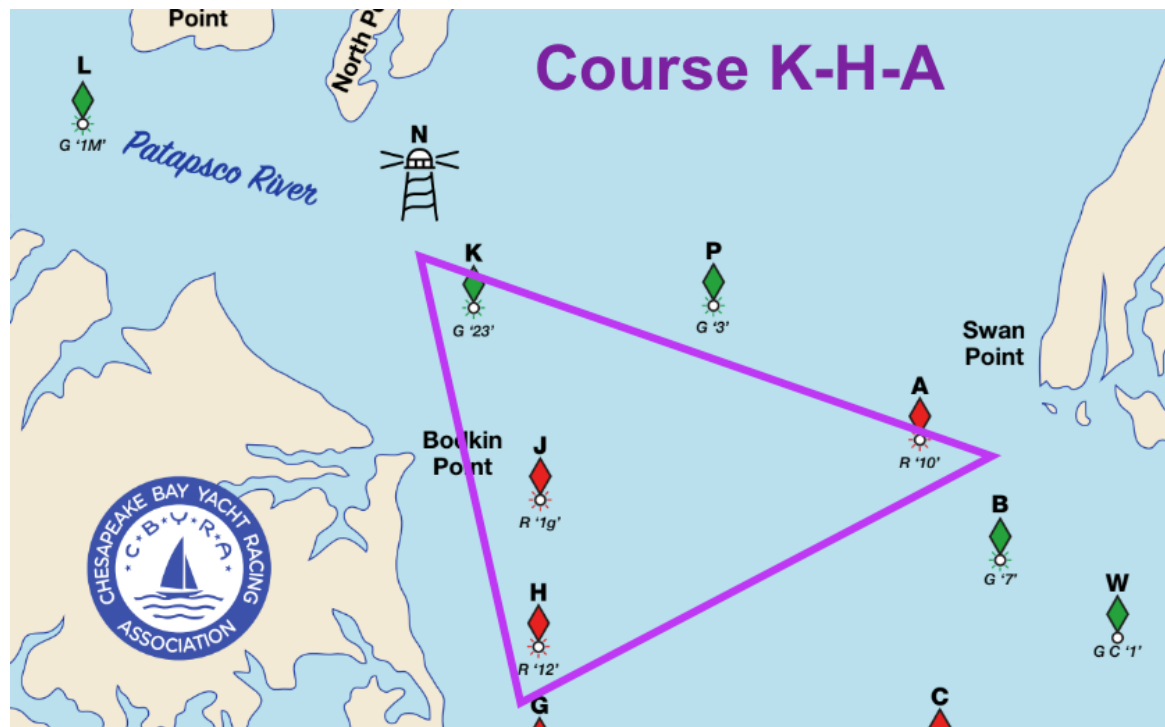 Point
North Po
Course K-H-A
L
G '1M'
Patapsco River
N
K
G '23'
P
G '3'
Swan
Point
A
R '10'
Bodkin
Point
J
R '1g'
B
G '7'
H
R '12'
W
G C '1'
G
C
CHESAPEAKE BAY YACHT RACING
ASSOCIATION
C★B★Y★R★A